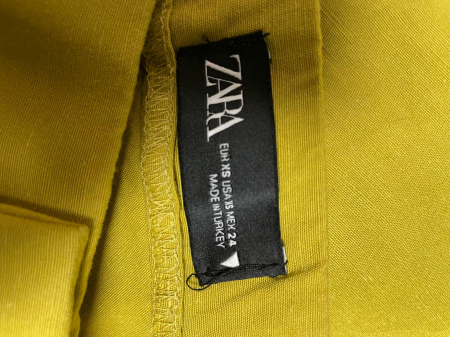 ZARA
EUR XS USA XS MEX 24
MADE IN TURKEY